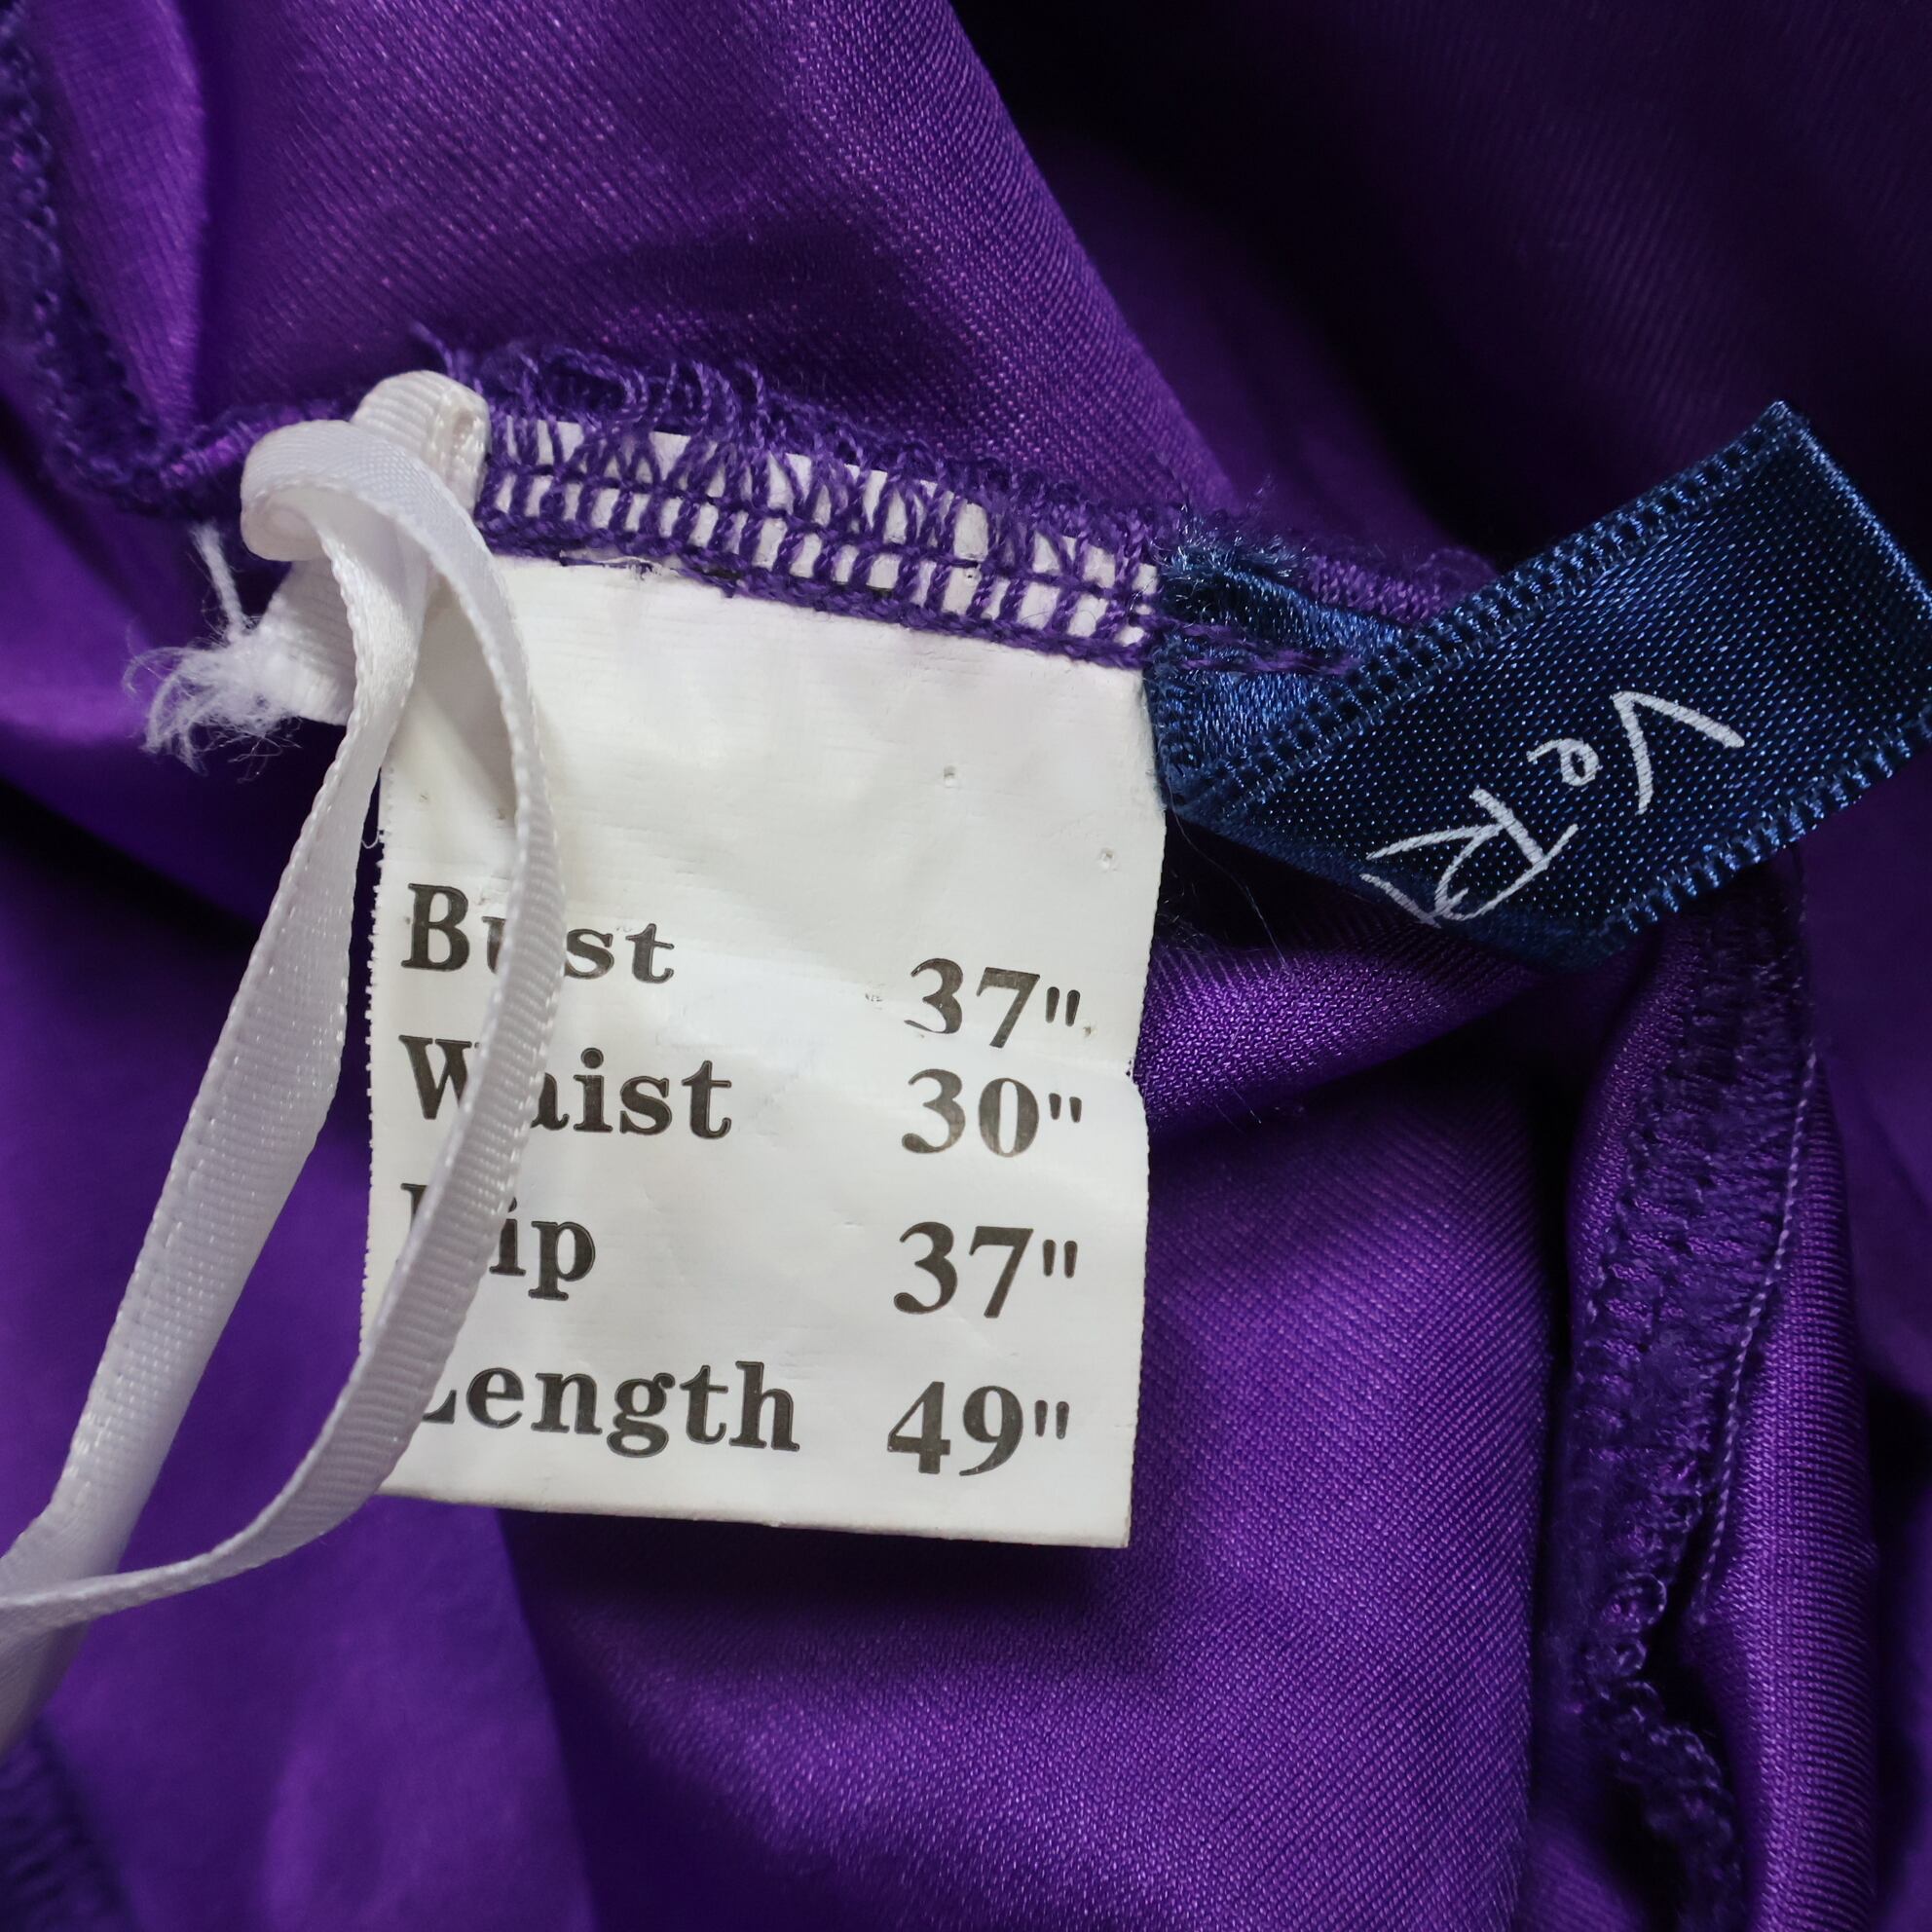 Bust 37"
Waist 30"
Hip 37"
Length 49"